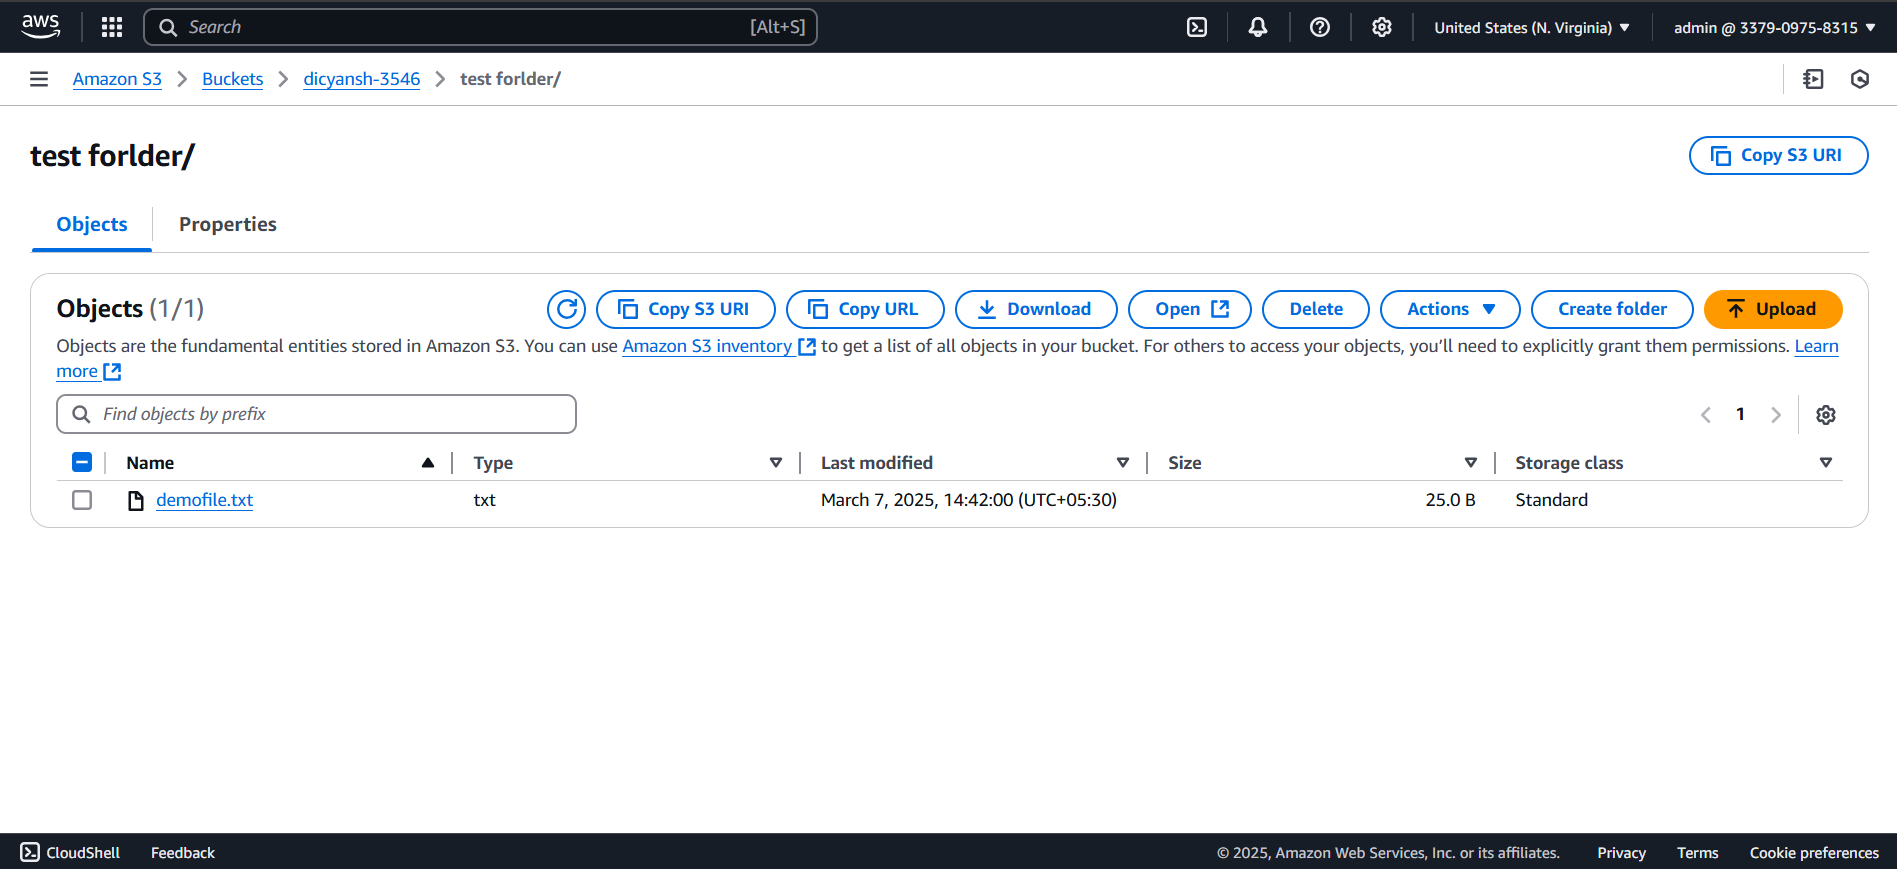 aws Search [Alt+S] United States (N. Virginia) admin @ 3379-0975-8315
Amazon S3 Buckets dicyansh-3546 test forlder/
test forlder/ Copy S3 URI
Objects Properties
Objects (1/1) Copy S3 URI Copy URL Download Open Delete Actions Create folder Upload
Objects are the fundamental entities stored in Amazon S3. You can use Amazon S3 inventory to get a list of all objects in your bucket. For others to access your objects, you’ll need to explicitly grant them permissions. Learn
more
Find objects by prefix 1
Name Type Last modified Size Storage class
demofile.txt txt March 7, 2025, 14:42:00 (UTC+05:30) 25.0 B Standard
CloudShell Feedback © 2025, Amazon Web Services, Inc. or its affiliates. Privacy Terms Cookie preferences